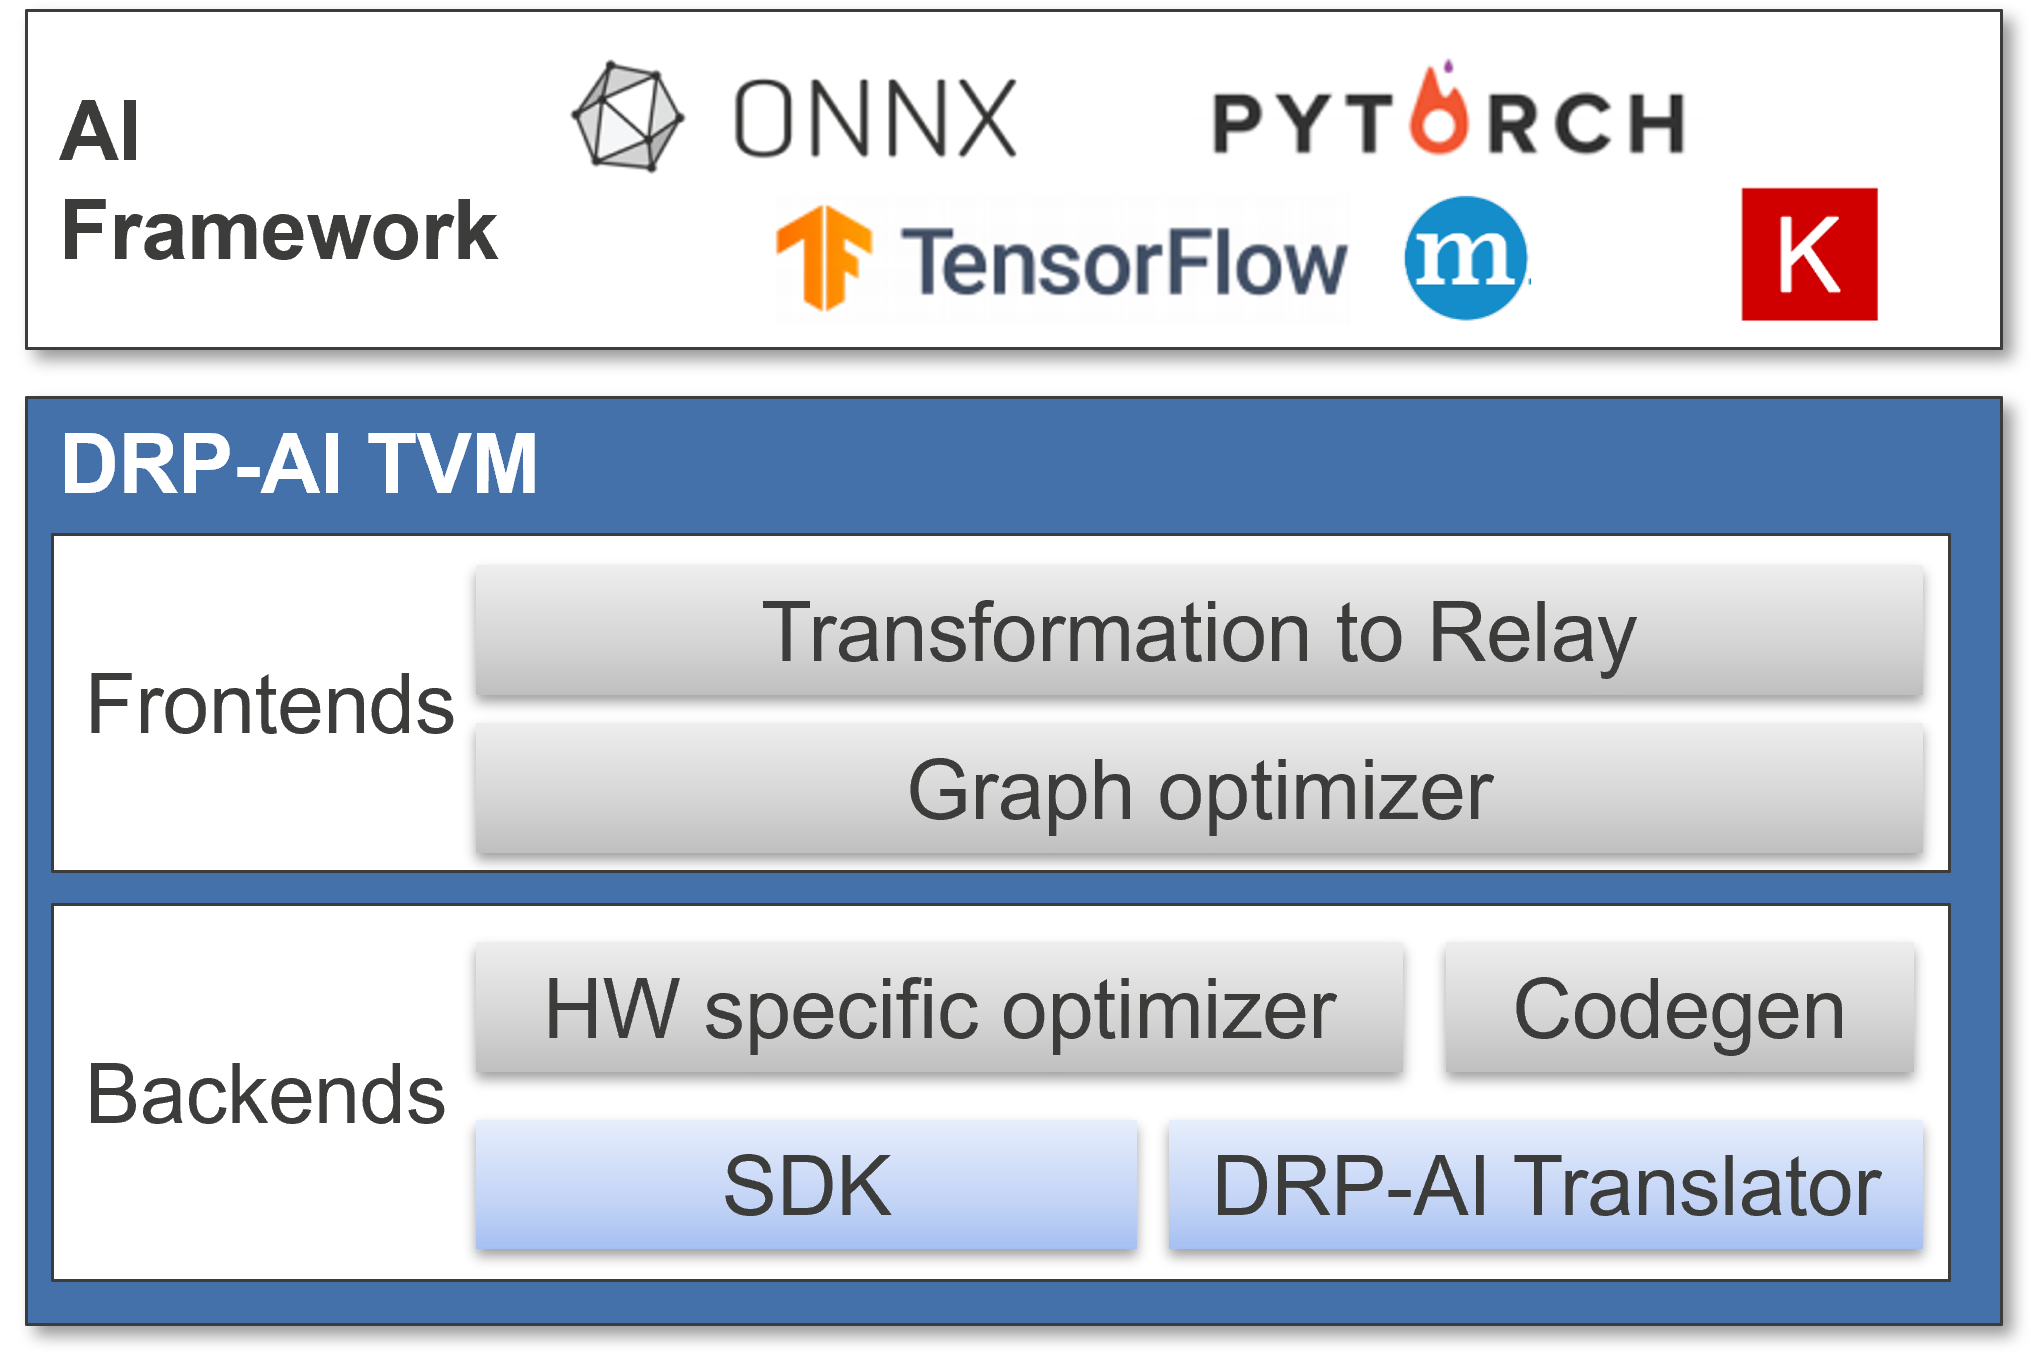 AI
Framework
ONNX
PYTORCH
TensorFlow
m
K
DRP-AI TVM
Frontends
Transformation to Relay
Graph optimizer
Backends
HW specific optimizer
Codegen
SDK
DRP-AI Translator